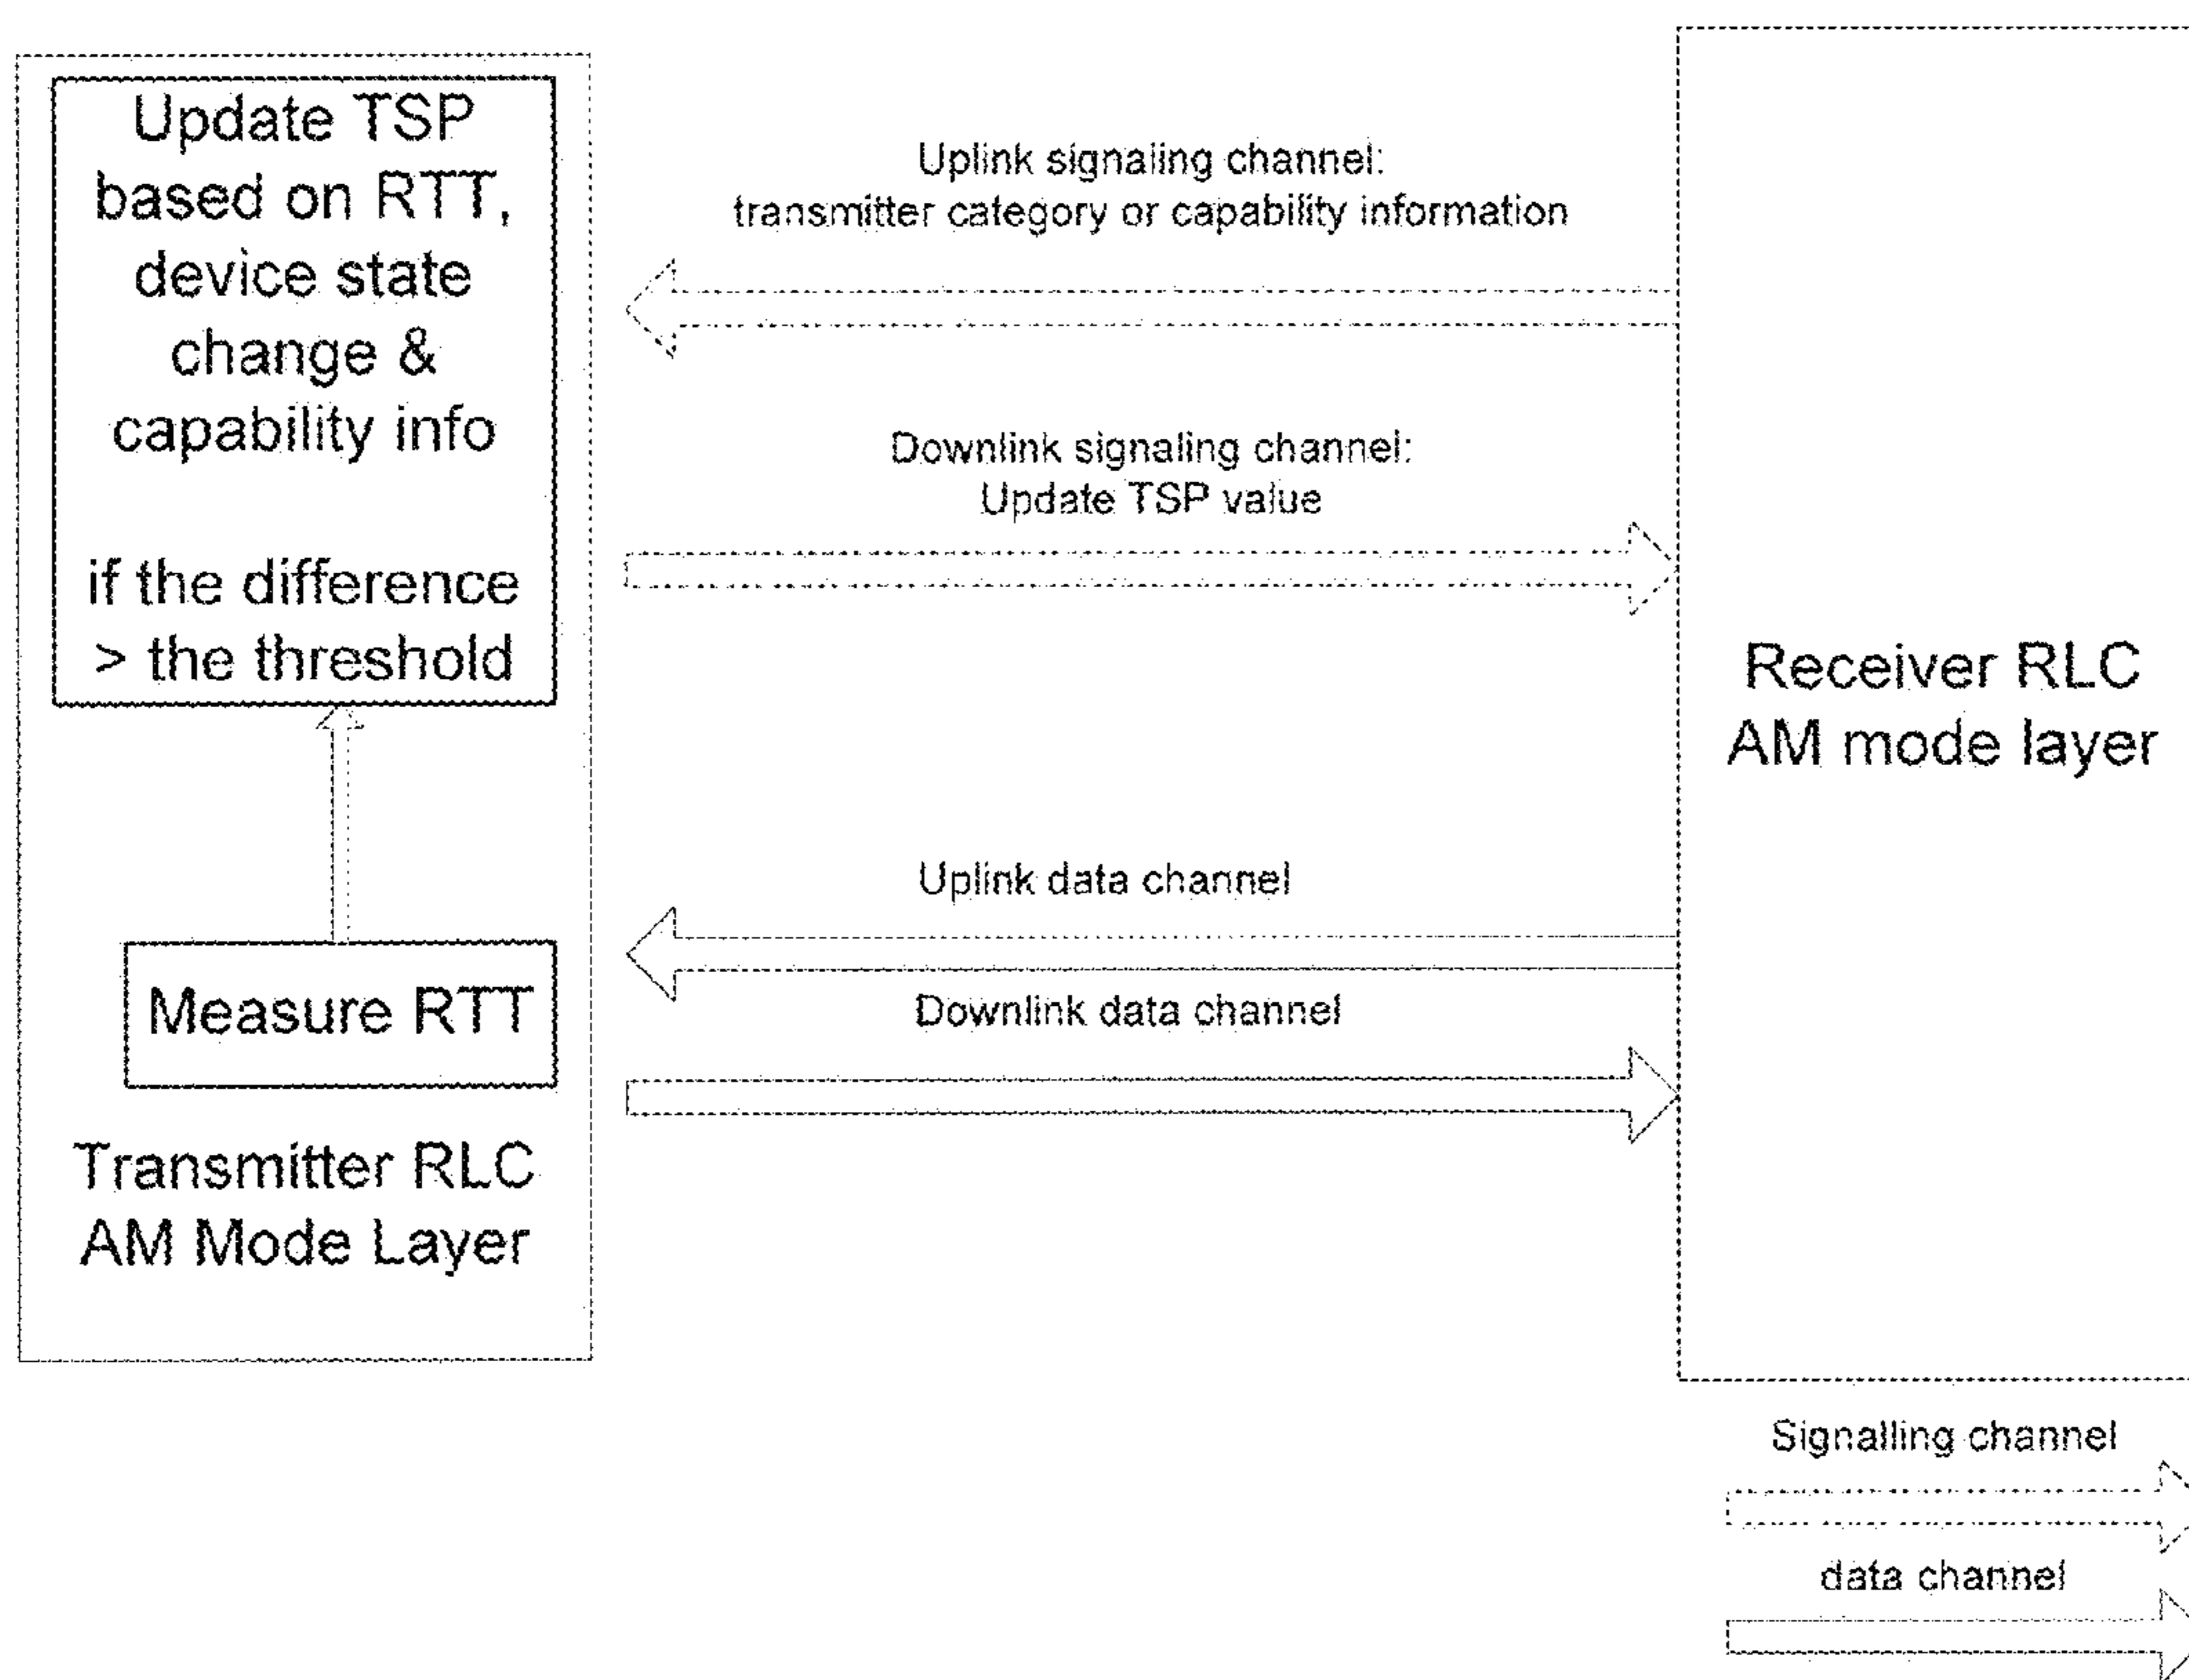 Update TSP
based on RTT,
device state
change &
capability info
if the difference
> the threshold
Measure RTT
Transmitter RLC
AM Mode Layer
Uplink signaling channel:
transmitter category or capability information
Downlink signaling channel:
Update TSP value
Uplink data channel
Downlink data channel
Receiver RLC
AM mode layer
Signalling channel
data channel